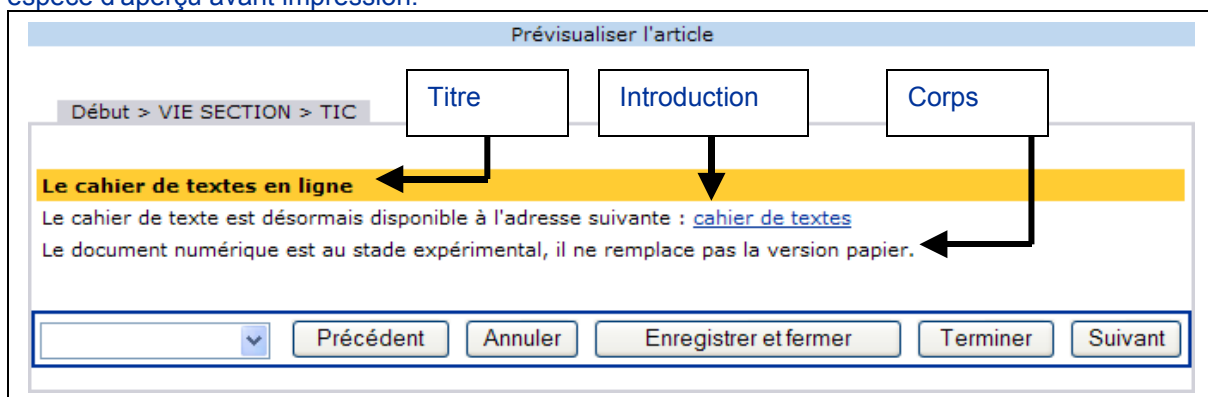 espèce d'aperçu avant impression.
Prévisualiser l'article
Titre
Introduction
Corps
Début > VIE SECTION > TIC
Le cahier de textes en ligne
Le cahier de texte est désormais disponible à l'adresse suivante : cahier de textes
Le document numérique est au stade expérimental, il ne remplace pas la version papier.
Précédent Annuler Enregistrer et fermer Terminer Suivant